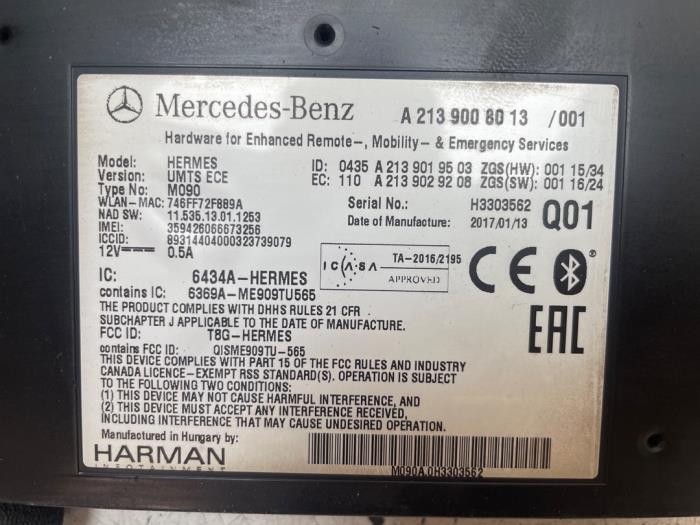 Mercedes-Benz A 213 900 80 13 /001
Hardware for Enhanced Remote-, Mobility- & Emergency Services
Model: HERMES ID: 0435 A 213 901 95 03 ZGS(HW): 001 15/34
Version: UMTS ECE EC: 110 A 213 902 92 08 ZGS(SW): 001 16/24
Type No: M090
WLAN-MAC: 746FF72F889A Serial No.: H3303562
NAD SW: 11.535.13.01.1253 Date of Manufacture: 2017/01/13 Q01
IMEI: 359426066673256
ICCID: 89314404000323739079
12V⎓ 0.5A
ICASA TA-2016/2195
APPROVED
CE
®
IC: 6434A-HERMES
contains IC: 6369A-ME909TU565
THE PRODUCT COMPLIES WITH DHHS RULES 21 CFR
SUBCHAPTER J APPLICABLE TO THE DATE OF MANUFACTURE
EAC
FCC ID: T8G-HERMES
contains FCC ID: QISME909TU-565
THIS DEVICE COMPLIES WITH PART 15 OF THE FCC RULES AND INDUSTRY
CANADA LICENCE-EXEMPT RSS STANDARD(S). OPERATION IS SUBJECT
TO THE FOLLOWING TWO CONDITIONS:
(1) THIS DEVICE MAY NOT CAUSE HARMFUL INTERFERENCE, AND
(2) THIS DEVICE MUST ACCEPT ANY INTERFERENCE RECEIVED,
INCLUDING INTERFERENCE THAT MAY CAUSE UNDESIRED OPERATION.
Manufactured in Hungary by:
HARMAN
INFOTAINMENT
M090A.0H3303562